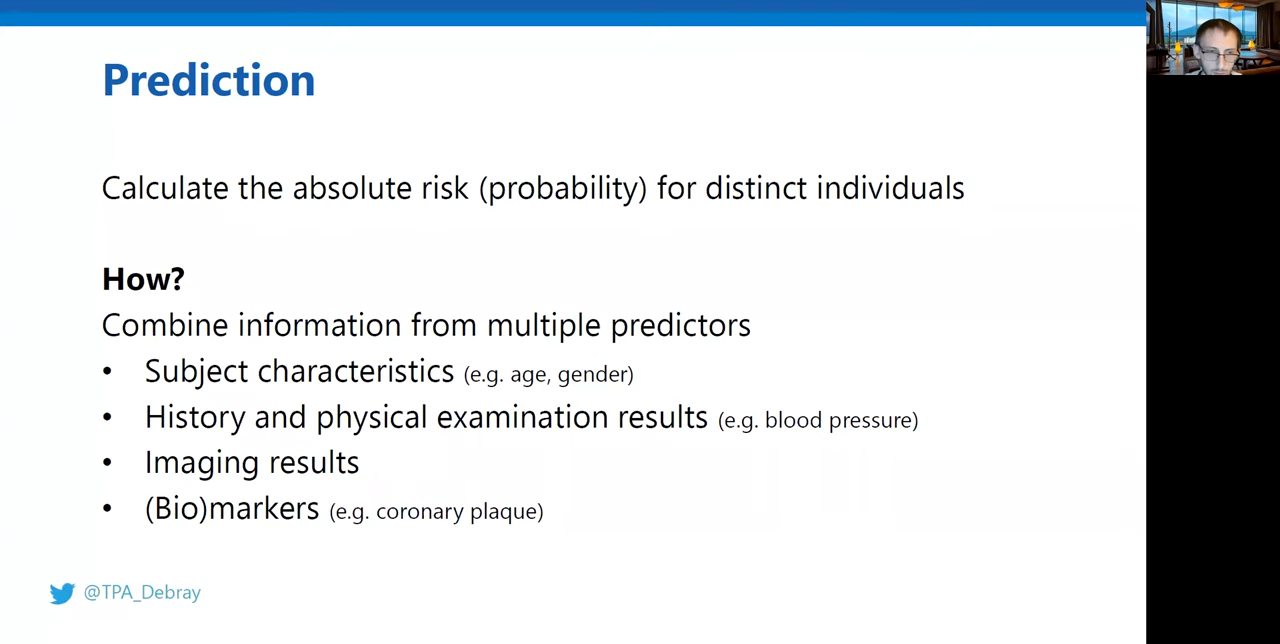 Prediction
Calculate the absolute risk (probability) for distinct individuals
How?
Combine information from multiple predictors
• Subject characteristics (e.g. age, gender)
• History and physical examination results (e.g. blood pressure)
• Imaging results
• (Bio)markers (e.g. coronary plaque)
@TPA_Debray